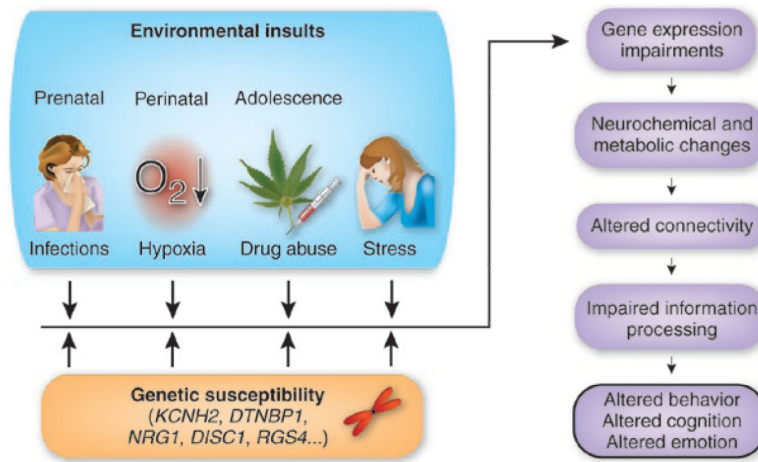 Environmental insults
Prenatal
Perinatal
Adolescence
O2
Infections
Hypoxia
Drug abuse
Stress
Genetic susceptibility
(KCNH2, DTNBP1,
NRG1, DISC1, RGS4...)
Gene expression
impairments
Neurochemical and
metabolic changes
Altered connectivity
Impaired information
processing
Altered behavior
Altered cognition
Altered emotion